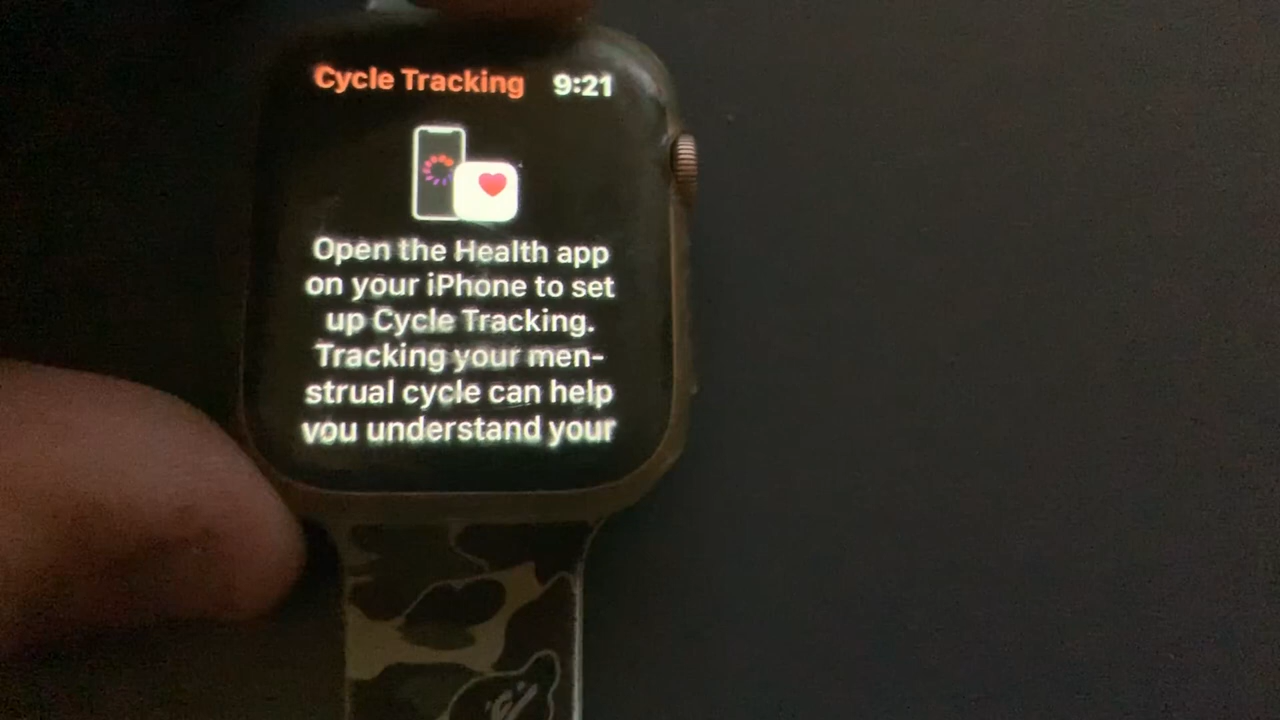 Cycle Tracking 9:21
Open the Health app
on your iPhone to set
up Cycle Tracking.
Tracking your men-
strual cycle can help
you understand your